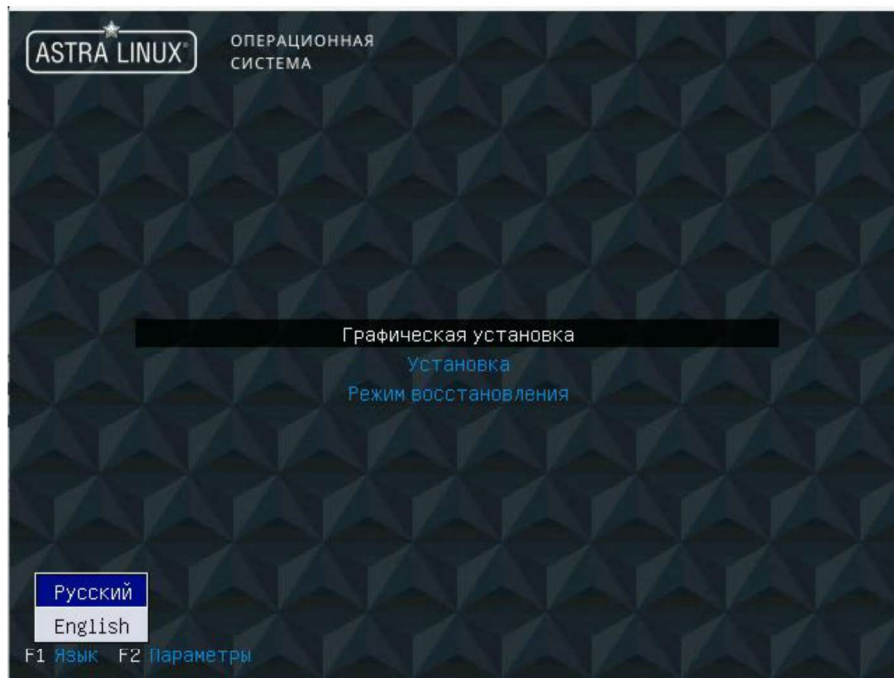 ASTRA LINUX®
ОПЕРАЦИОННАЯ
СИСТЕМА
Графическая установка
Установка
Режим восстановления
Русский
English
F1 Язык F2 Параметры